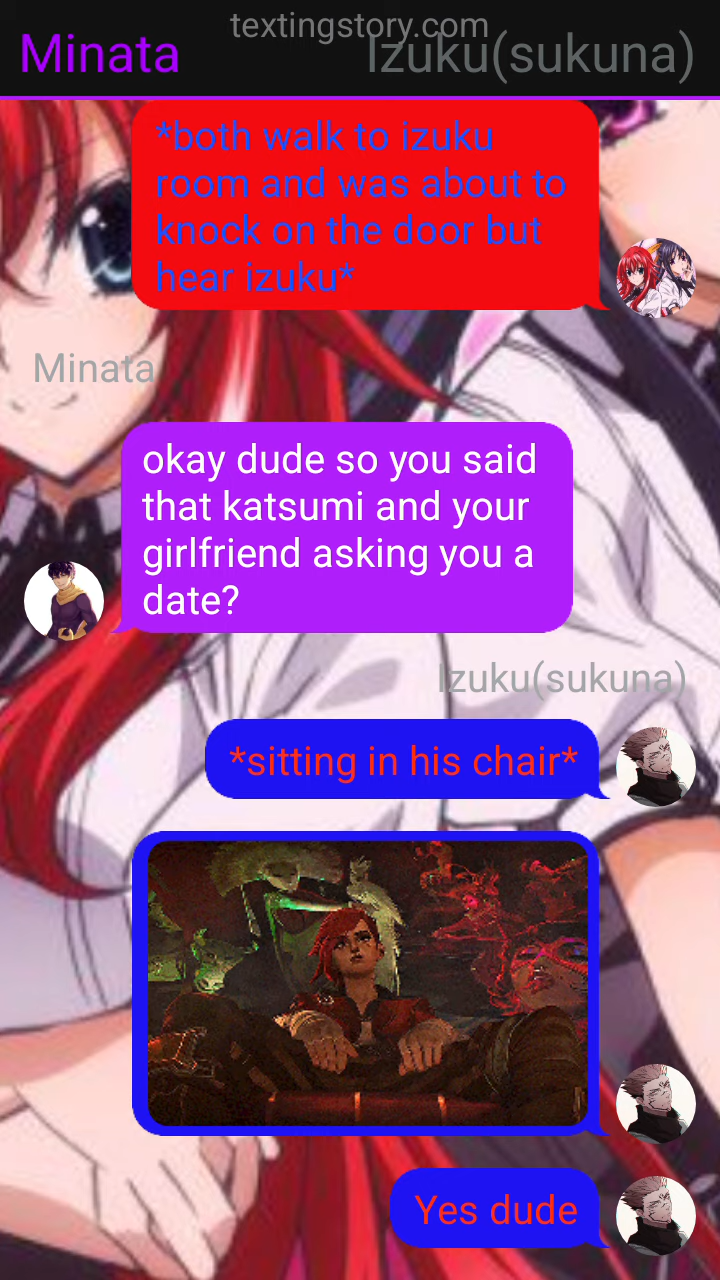 textingstory.com
Minata
Izuku(sukuna)
*both walk to izuku
room and was about to
knock on the door but
hear izuku*
Minata
okay dude so you said
that katsumi and your
girlfriend asking you a
date?
Izuku(sukuna)
*sitting in his chair*
Yes dude